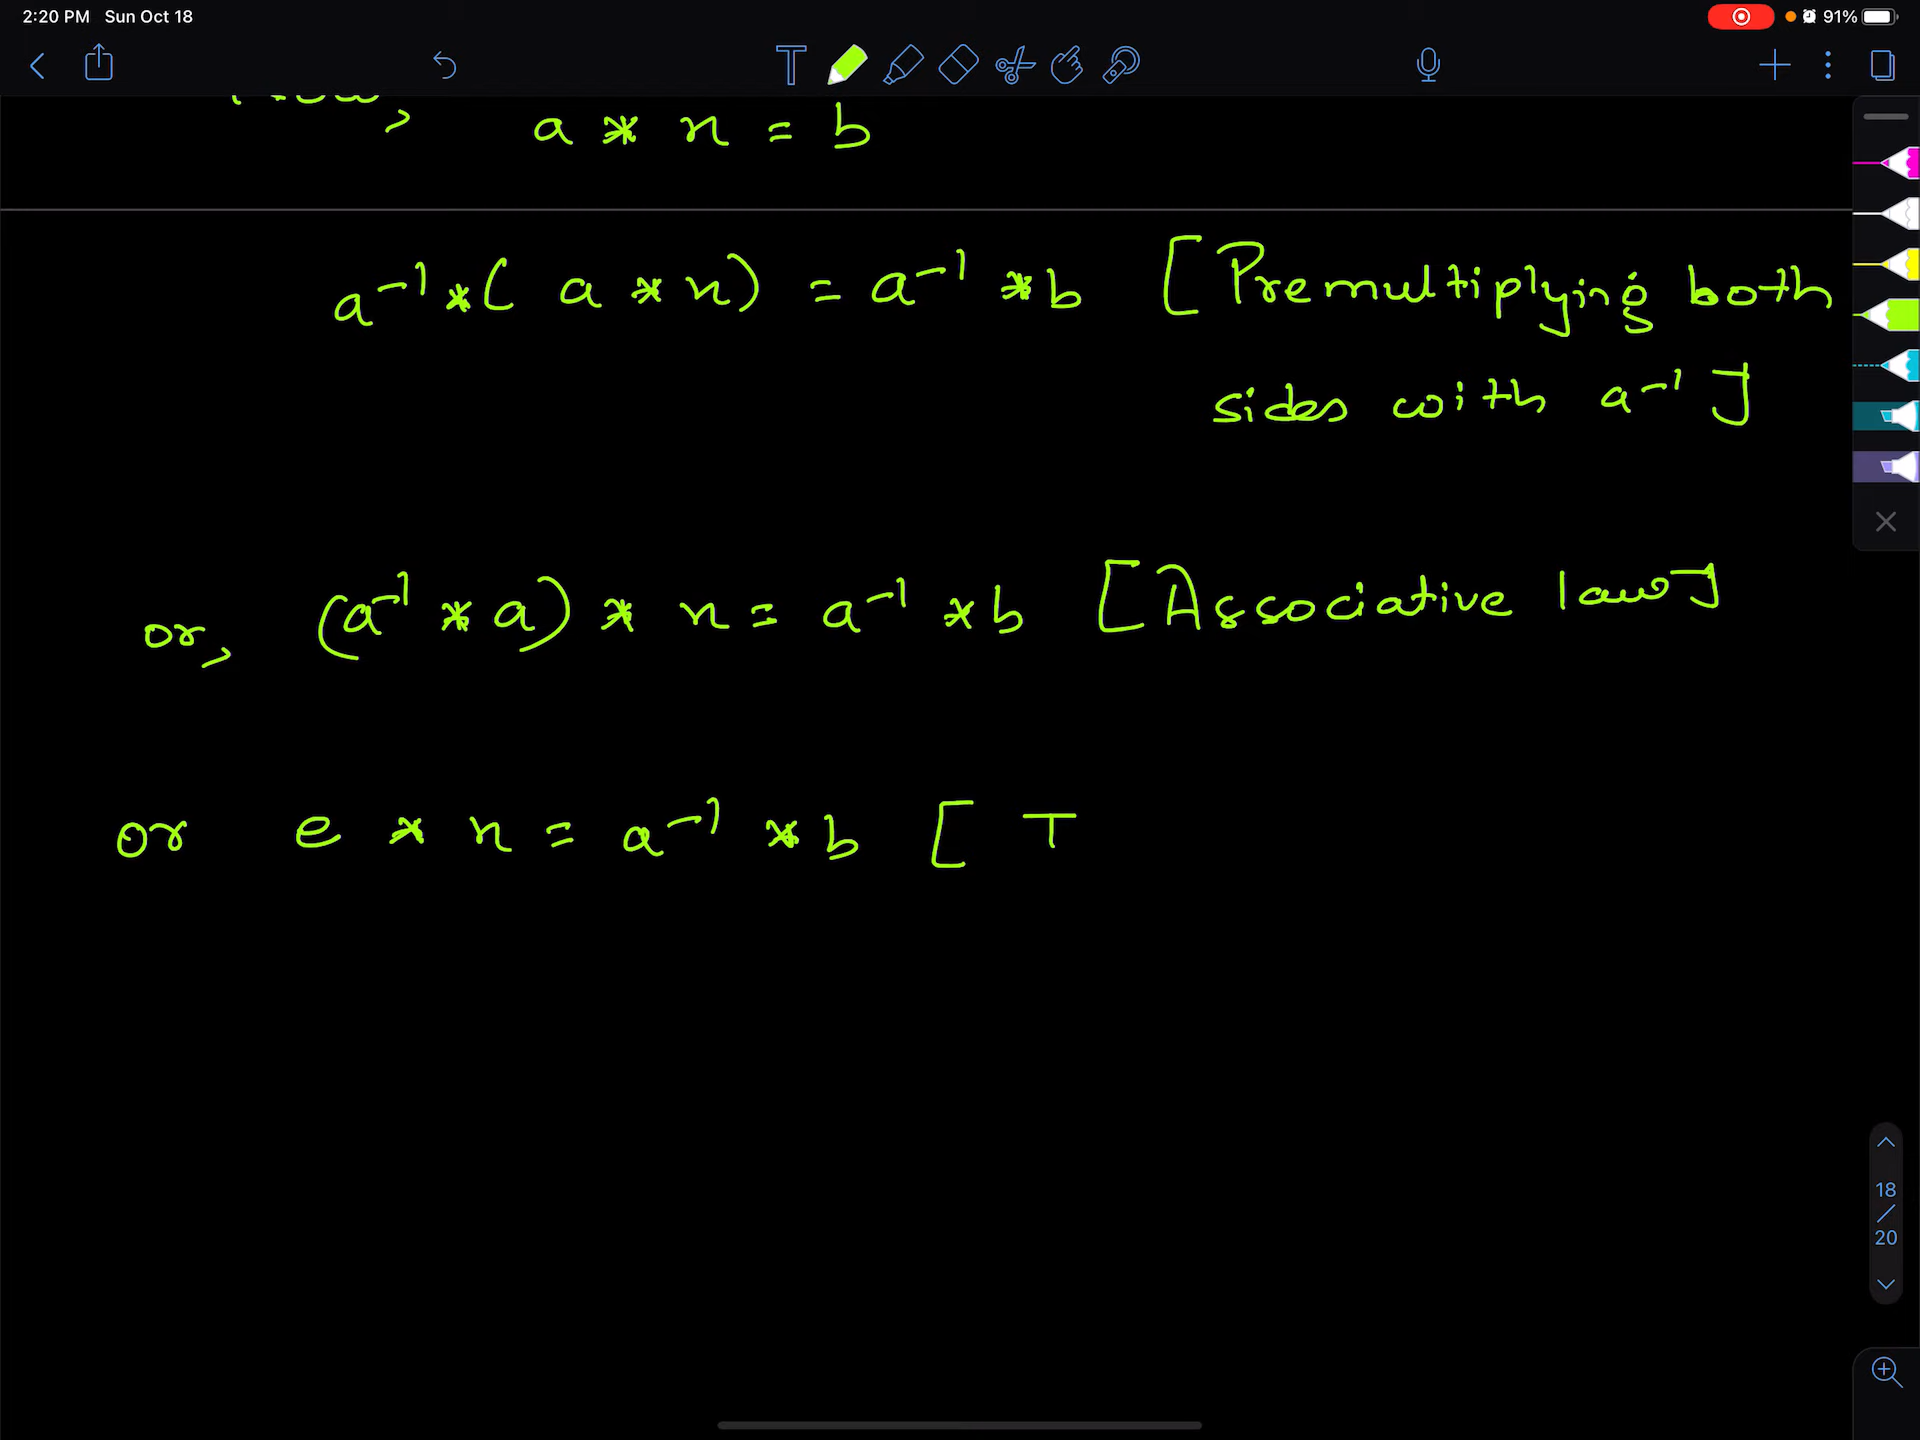 2:20 PM Sun Oct 18
91%
Now, a * x = b
a⁻¹ * ( a * x) = a⁻¹ * b [Premultiplying both
sides with a⁻¹]
or, (a⁻¹ * a) * x = a⁻¹ * b [Associative law]
or e * x = a⁻¹ * b [ I
18
/
20